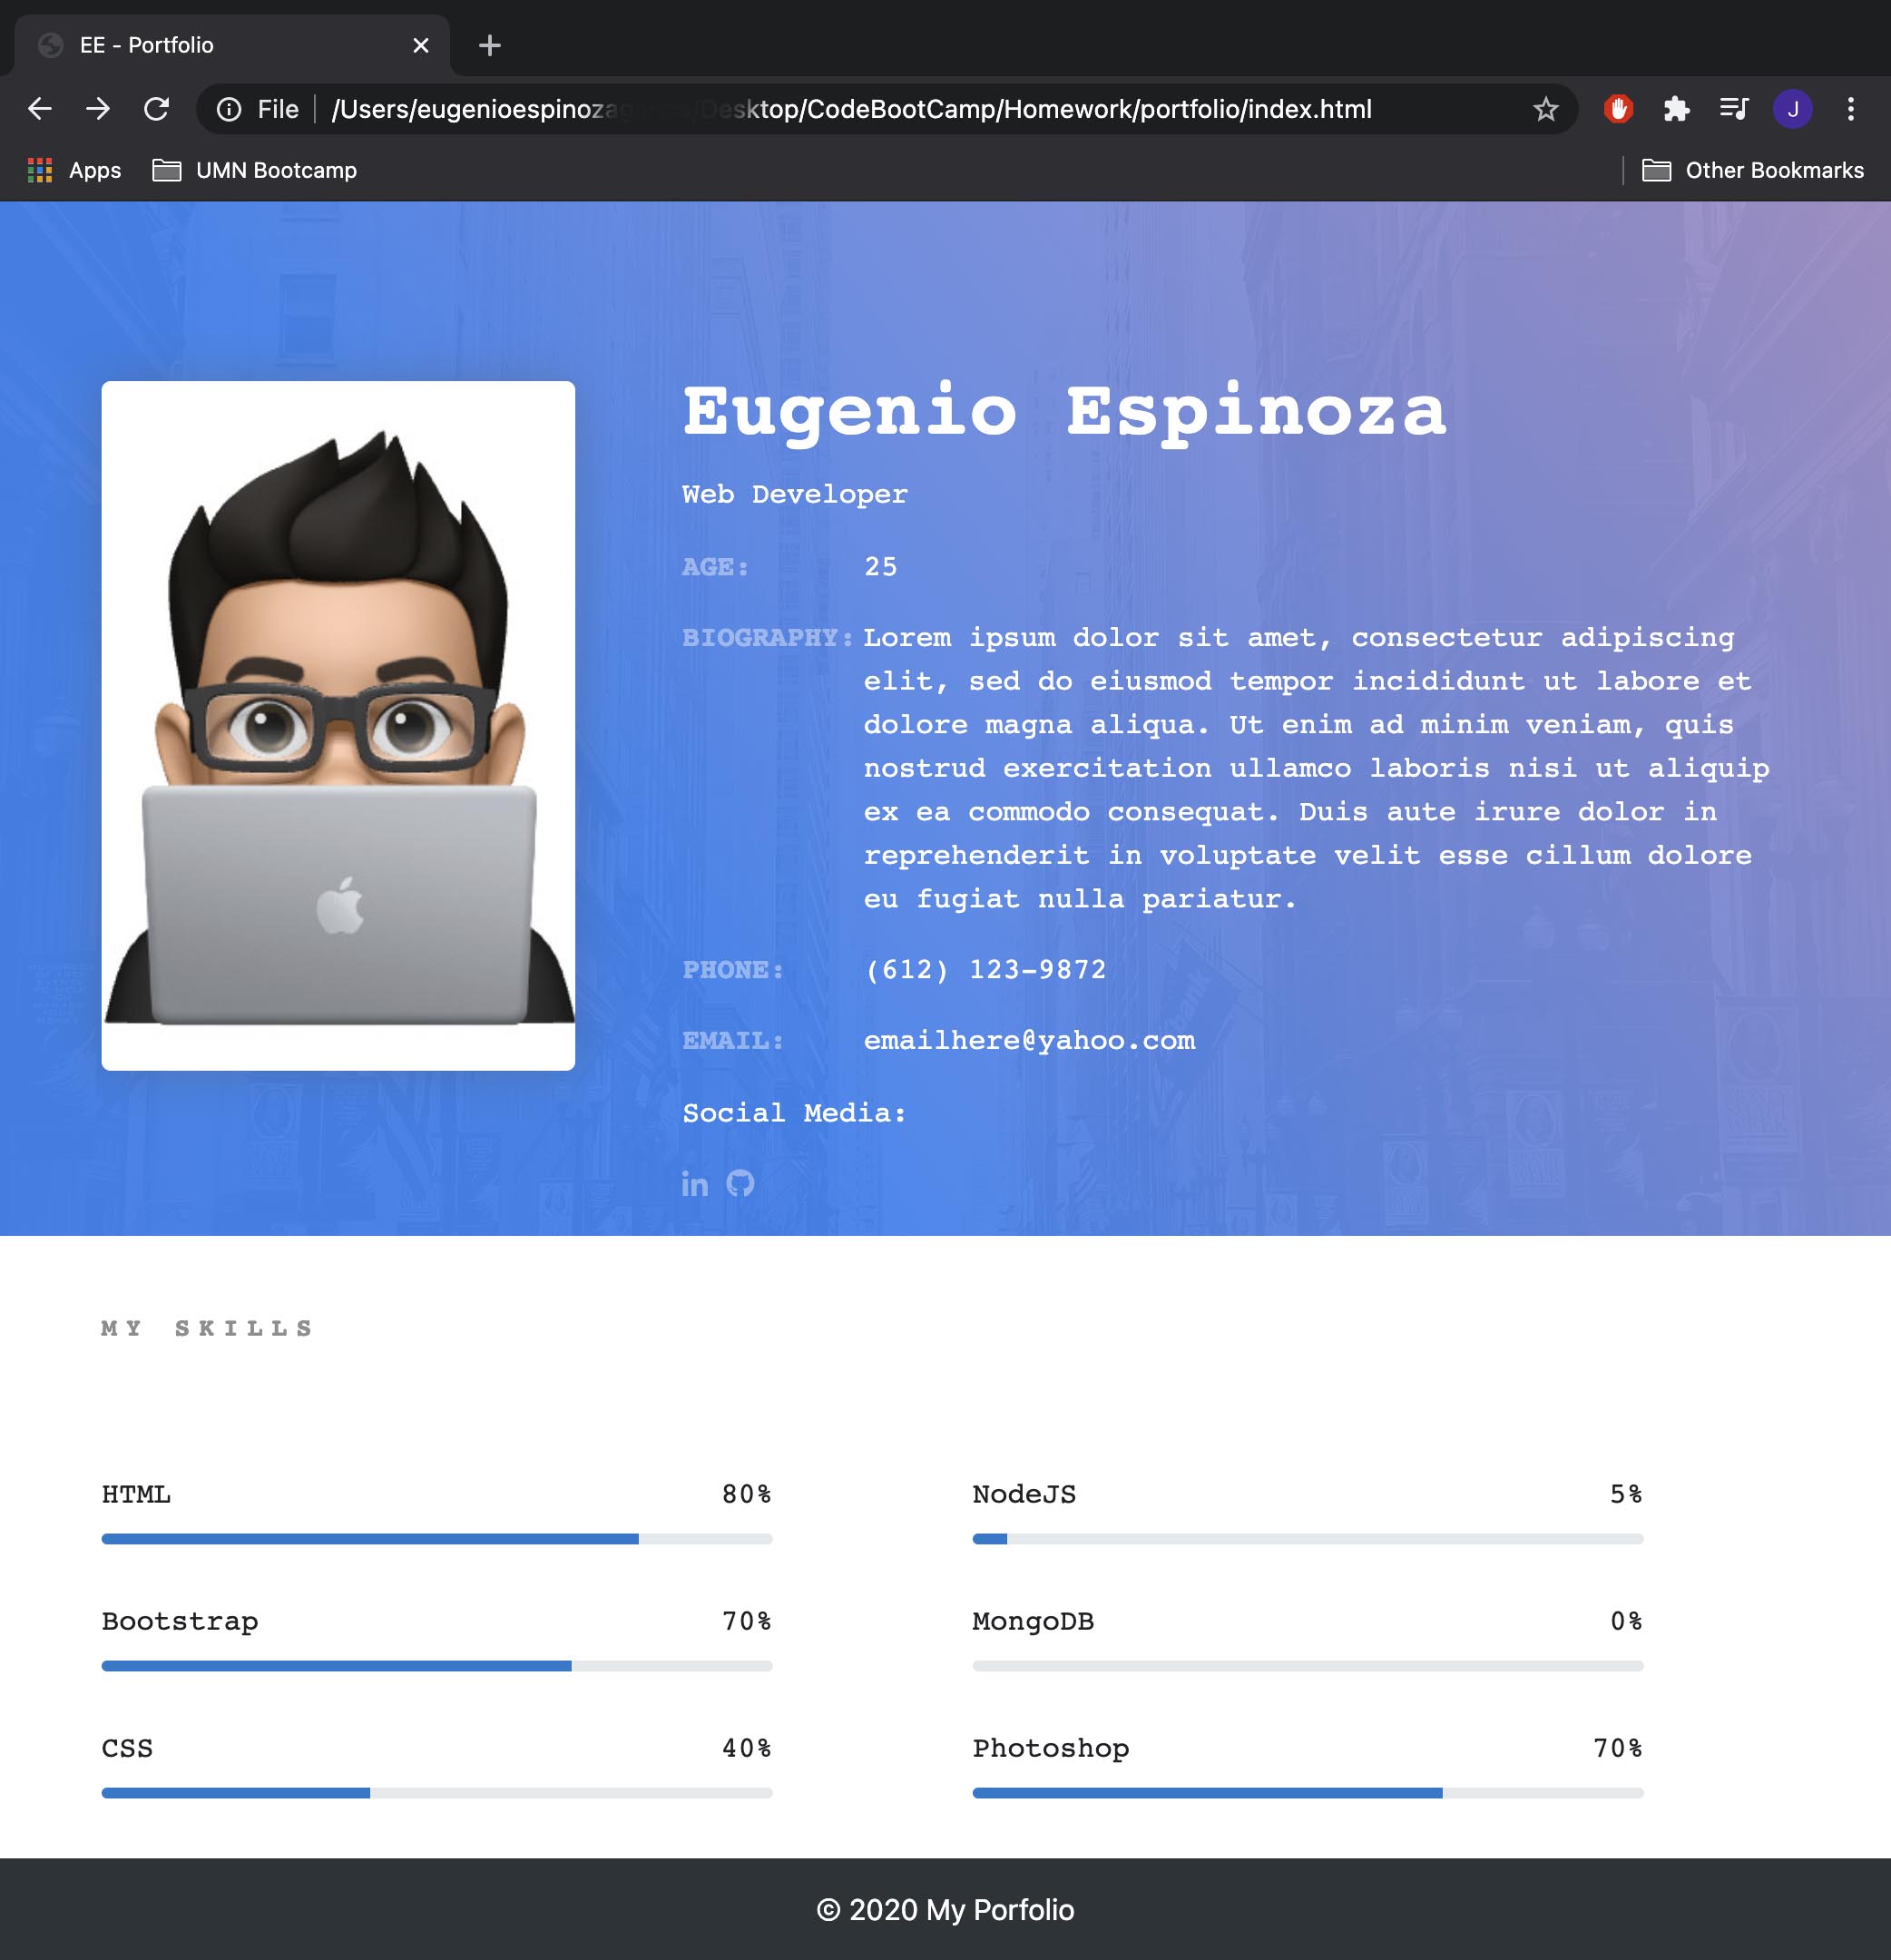 EE - Portfolio
File /Users/eugenioespinoza Desktop/CodeBootCamp/Homework/portfolio/index.html
J
Apps UMN Bootcamp Other Bookmarks
Eugenio Espinoza
Web Developer
AGE: 25
BIOGRAPHY: Lorem ipsum dolor sit amet, consectetur adipiscing
elit, sed do eiusmod tempor incididunt ut labore et
dolore magna aliqua. Ut enim ad minim veniam, quis
nostrud exercitation ullamco laboris nisi ut aliquip
ex ea commodo consequat. Duis aute irure dolor in
reprehenderit in voluptate velit esse cillum dolore
eu fugiat nulla pariatur.
PHONE: (612) 123-9872
EMAIL: emailhere@yahoo.com
Social Media:
in
MY SKILLS
HTML 80%
NodeJS 5%
Bootstrap 70%
MongoDB 0%
CSS 40%
Photoshop 70%
© 2020 My Porfolio